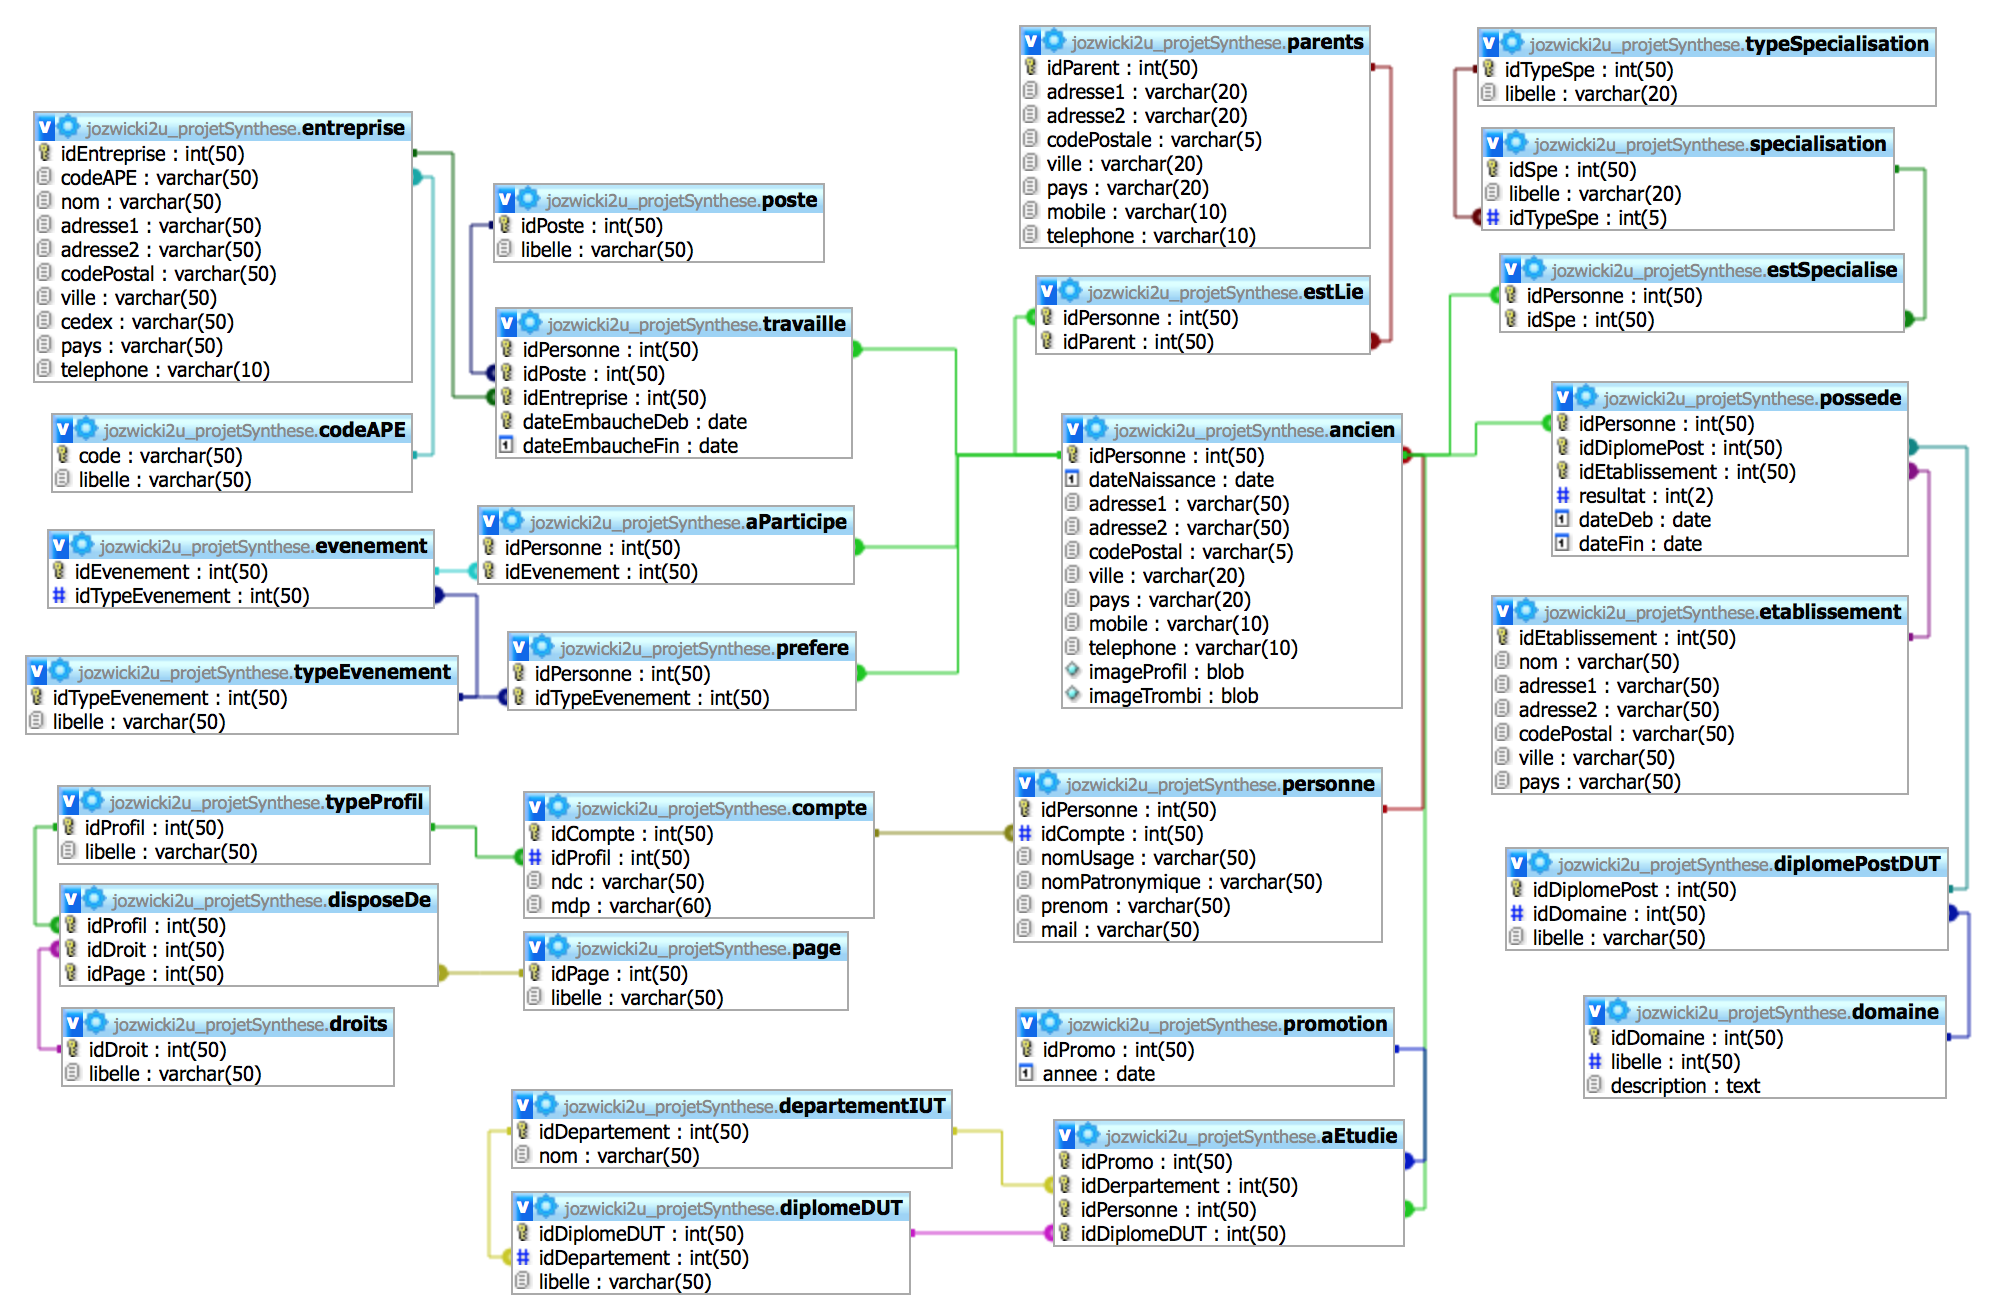 jozwicki2u_projetSynthese.entreprise
idEntreprise : int(50)
codeAPE : varchar(50)
nom : varchar(50)
adresse1 : varchar(50)
adresse2 : varchar(50)
codePostal : varchar(50)
ville : varchar(50)
cedex : varchar(50)
pays : varchar(50)
telephone : varchar(10)
jozwicki2u_projetSynthese.codeAPE
code : varchar(50)
libelle : varchar(50)
jozwicki2u_projetSynthese.evenement
idEvenement : int(50)
idTypeEvenement : int(50)
jozwicki2u_projetSynthese.typeEvenement
idTypeEvenement : int(50)
libelle : varchar(50)
jozwicki2u_projetSynthese.typeProfil
idProfil : int(50)
libelle : varchar(50)
jozwicki2u_projetSynthese.disposeDe
idProfil : int(50)
idDroit : int(50)
idPage : int(50)
jozwicki2u_projetSynthese.droits
idDroit : int(50)
libelle : varchar(50)
jozwicki2u_projetSynthese.poste
idPoste : int(50)
libelle : varchar(50)
jozwicki2u_projetSynthese.travaille
idPersonne : int(50)
idPoste : int(50)
idEntreprise : int(50)
dateEmbaucheDeb : date
dateEmbaucheFin : date
jozwicki2u_projetSynthese.aParticipe
idPersonne : int(50)
idEvenement : int(50)
jozwicki2u_projetSynthese.prefere
idPersonne : int(50)
idTypeEvenement : int(50)
jozwicki2u_projetSynthese.compte
idCompte : int(50)
idProfil : int(50)
ndc : varchar(50)
mdp : varchar(60)
jozwicki2u_projetSynthese.page
idPage : int(50)
libelle : varchar(50)
jozwicki2u_projetSynthese.departementIUT
idDepartement : int(50)
nom : varchar(50)
jozwicki2u_projetSynthese.diplomeDUT
idDiplomeDUT : int(50)
idDepartement : int(50)
libelle : varchar(50)
jozwicki2u_projetSynthese.parents
idParent : int(50)
adresse1 : varchar(20)
adresse2 : varchar(20)
codePostale : varchar(5)
ville : varchar(20)
pays : varchar(20)
mobile : varchar(10)
telephone : varchar(10)
jozwicki2u_projetSynthese.estLie
idPersonne : int(50)
idParent : int(50)
jozwicki2u_projetSynthese.ancien
idPersonne : int(50)
dateNaissance : date
adresse1 : varchar(50)
adresse2 : varchar(50)
codePostal : varchar(5)
ville : varchar(20)
pays : varchar(20)
mobile : varchar(10)
telephone : varchar(10)
imageProfil : blob
imageTrombi : blob
jozwicki2u_projetSynthese.personne
idPersonne : int(50)
idCompte : int(50)
nomUsage : varchar(50)
nomPatronymique : varchar(50)
prenom : varchar(50)
mail : varchar(50)
jozwicki2u_projetSynthese.promotion
idPromo : int(50)
annee : date
jozwicki2u_projetSynthese.aEtudie
idPromo : int(50)
idDerpartement : int(50)
idPersonne : int(50)
idDiplomeDUT : int(50)
jozwicki2u_projetSynthese.typeSpecialisation
idTypeSpe : int(50)
libelle : varchar(20)
jozwicki2u_projetSynthese.specialisation
idSpe : int(50)
libelle : varchar(20)
idTypeSpe : int(5)
jozwicki2u_projetSynthese.estSpecialise
idPersonne : int(50)
idSpe : int(50)
jozwicki2u_projetSynthese.possede
idPersonne : int(50)
idDiplomePost : int(50)
idEtablissement : int(50)
resultat : int(2)
dateDeb : date
dateFin : date
jozwicki2u_projetSynthese.etablissement
idEtablissement : int(50)
nom : varchar(50)
adresse1 : varchar(50)
adresse2 : varchar(50)
codePostal : varchar(50)
ville : varchar(50)
pays : varchar(50)
jozwicki2u_projetSynthese.diplomePostDUT
idDiplomePost : int(50)
idDomaine : int(50)
libelle : varchar(50)
jozwicki2u_projetSynthese.domaine
idDomaine : int(50)
libelle : int(50)
description : text